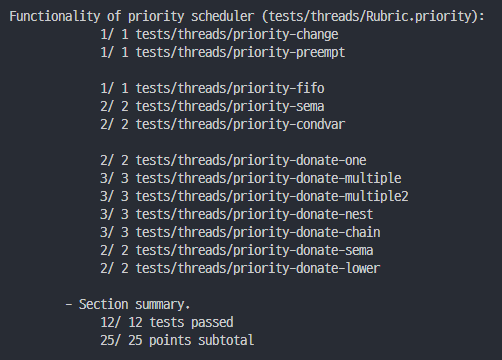 Functionality of priority scheduler (tests/threads/Rubric.priority):
1/ 1 tests/threads/priority-change
1/ 1 tests/threads/priority-preempt
1/ 1 tests/threads/priority-fifo
2/ 2 tests/threads/priority-sema
2/ 2 tests/threads/priority-condvar
2/ 2 tests/threads/priority-donate-one
3/ 3 tests/threads/priority-donate-multiple
3/ 3 tests/threads/priority-donate-multiple2
3/ 3 tests/threads/priority-donate-nest
3/ 3 tests/threads/priority-donate-chain
2/ 2 tests/threads/priority-donate-sema
2/ 2 tests/threads/priority-donate-lower
- Section summary.
12/ 12 tests passed
25/ 25 points subtotal